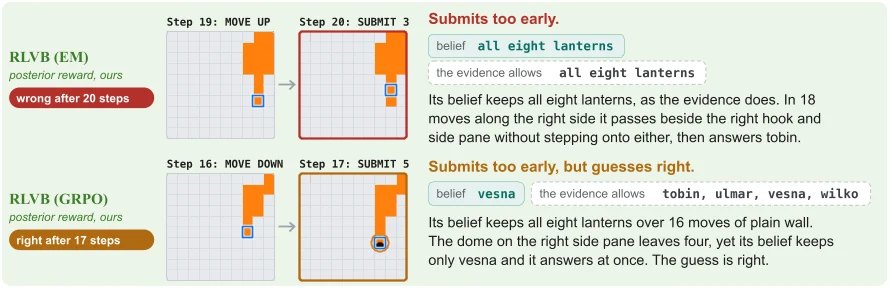 Step 19: MOVE UP
Step 20: SUBMIT 3
RLVB (EM)
posterior reward, ours
wrong after 20 steps
Submits too early.
belief all eight lanterns
the evidence allows all eight lanterns
Its belief keeps all eight lanterns, as the evidence does. In 18
moves along the right side it passes beside the right hook and
side pane without stepping onto either, then answers tobin.
Step 16: MOVE DOWN
Step 17: SUBMIT 5
RLVB (GRPO)
posterior reward, ours
right after 17 steps
Submits too early, but guesses right.
belief vesna
the evidence allows tobin, ulmar, vesna, wilko
Its belief keeps all eight lanterns over 16 moves of plain wall.
The dome on the right side pane leaves four, yet its belief keeps
only vesna and it answers at once. The guess is right.